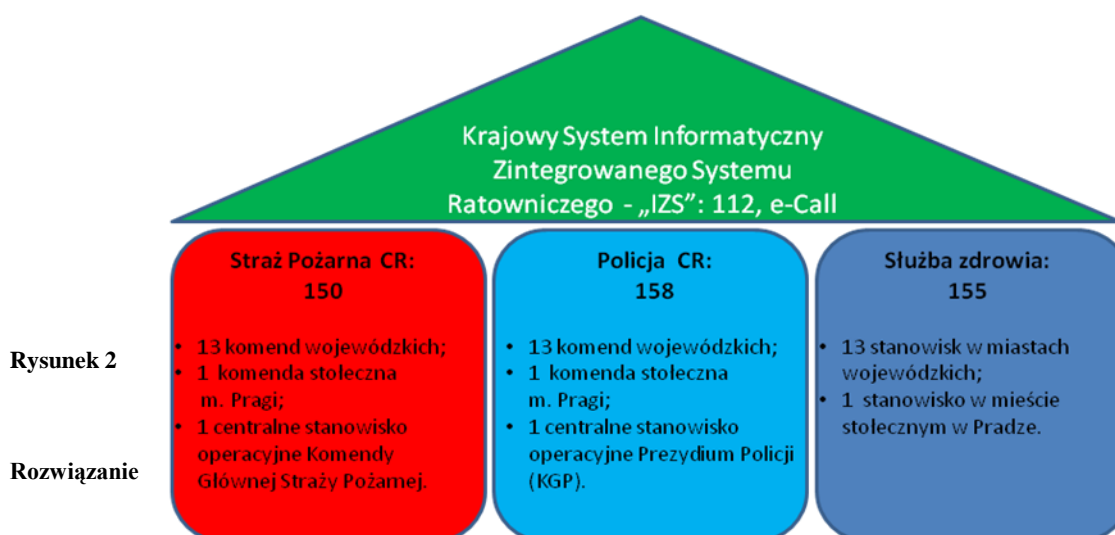 Krajowy System Informatyczny
Zintegrowanego Systemu
Ratowniczego - „IZS”: 112, e-Call
Straż Pożarna CR:
150
• 13 komend wojewódzkich;
• 1 komenda stołeczna
m. Pragi;
• 1 centralne stanowisko
operacyjne Komendy
Głównej Straży Pożarnej.
Policja CR:
158
• 13 komend wojewódzkich;
• 1 komenda stołeczna
m. Pragi;
• 1 centralne stanowisko
operacyjne Prezydium Policji
(KGP).
Służba zdrowia:
155
• 13 stanowisk w miastach
wojewódzkich;
• 1 stanowisko w mieście
stołecznym w Pradze.
Rysunek 2
Rozwiązanie